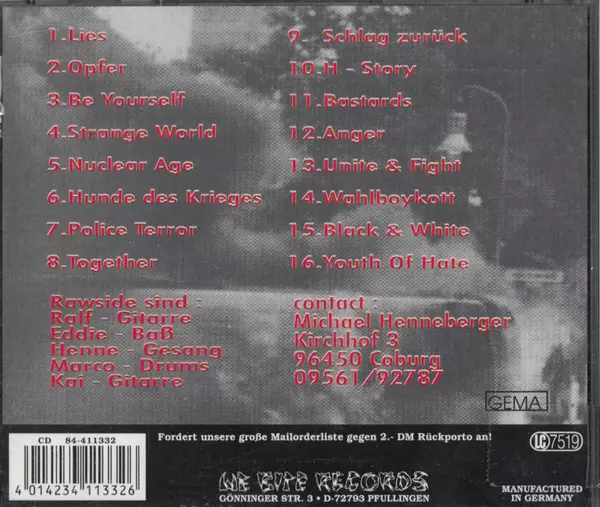 1.Lies
2.Opfer
3.Be Yourself
4.Strange World
5.Nuclear Age
6.Hunde des Krieges
7.Police Terror
8.Together
9. Schlag zurück
10.H - Story
11.Bastards
12.Anger
13.Unite & Fight
14.Wahlboykott
15.Black & White
16.Youth Of Hate
Rawside sind :
Ralf - Gitarre
Eddie - Baß
Henne - Gesang
Marco - Drums
Kai - Gitarre
contact :
Michael Henneberger
Kirchhof 3
96450 Coburg
09561/92787
GEMA
CD 84-411332
4 014234 113326
Fordert unsere große Mailorderliste gegen 2.- DM Rückporto an!
WE BITE RECORDS
GÖNNINGER STR. 3 • D-72793 PFULLINGEN
LC 7519
MANUFACTURED
IN GERMANY